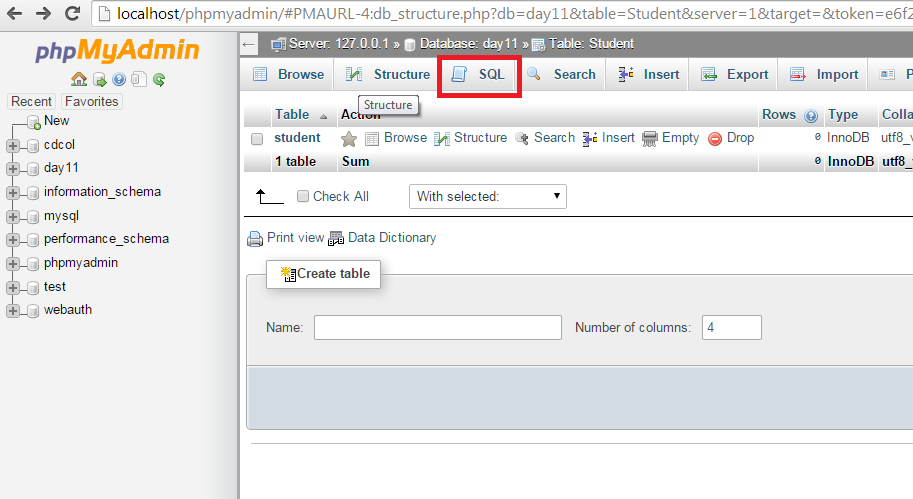 localhost/phpmyadmin/#PMAURL-4:db_structure.php?db=day11&table=Student&server=1&target=&token=e6f2
phpMyAdmin
Recent Favorites
New
cdcol
day11
information_schema
mysql
performance_schema
phpmyadmin
test
webauth
Server: 127.0.0.1 » Database: day11 » Table: Student
Browse Structure SQL Search Insert Export Import P
Structure
Table Action Rows Type Colla
student Browse Structure Search Insert Empty Drop 0 InnoDB utf8_
1 table Sum 0 InnoDB utf8_
Check All With selected:
Print view Data Dictionary
Create table
Name: Number of columns: 4